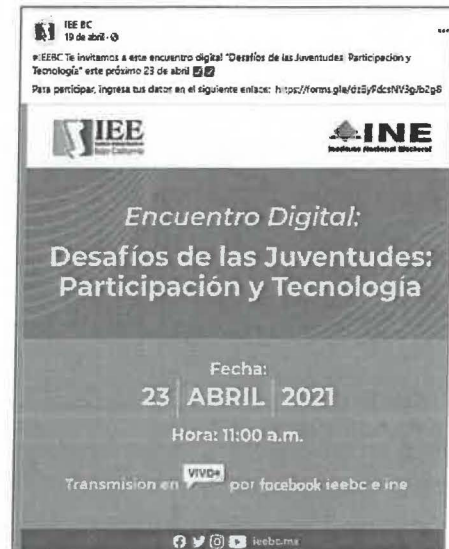 IEE BC
19 de abril ·
#IEEBC Te invitamos a este encuentro digital "Desafíos de las Juventudes: Participación y
Tecnología" este próximo 23 de abril
Para participar, ingresa tus datos en el siguiente enlace:
IEE
INE
Instituto Nacional Electoral
Encuentro Digital:
Desafíos de las Juventudes:
Participación y Tecnología
Fecha:
23 | ABRIL | 2021
Hora: 11:00 a.m.
Transmision en VIVO por facebook ieebc e ine
ieebc.mx